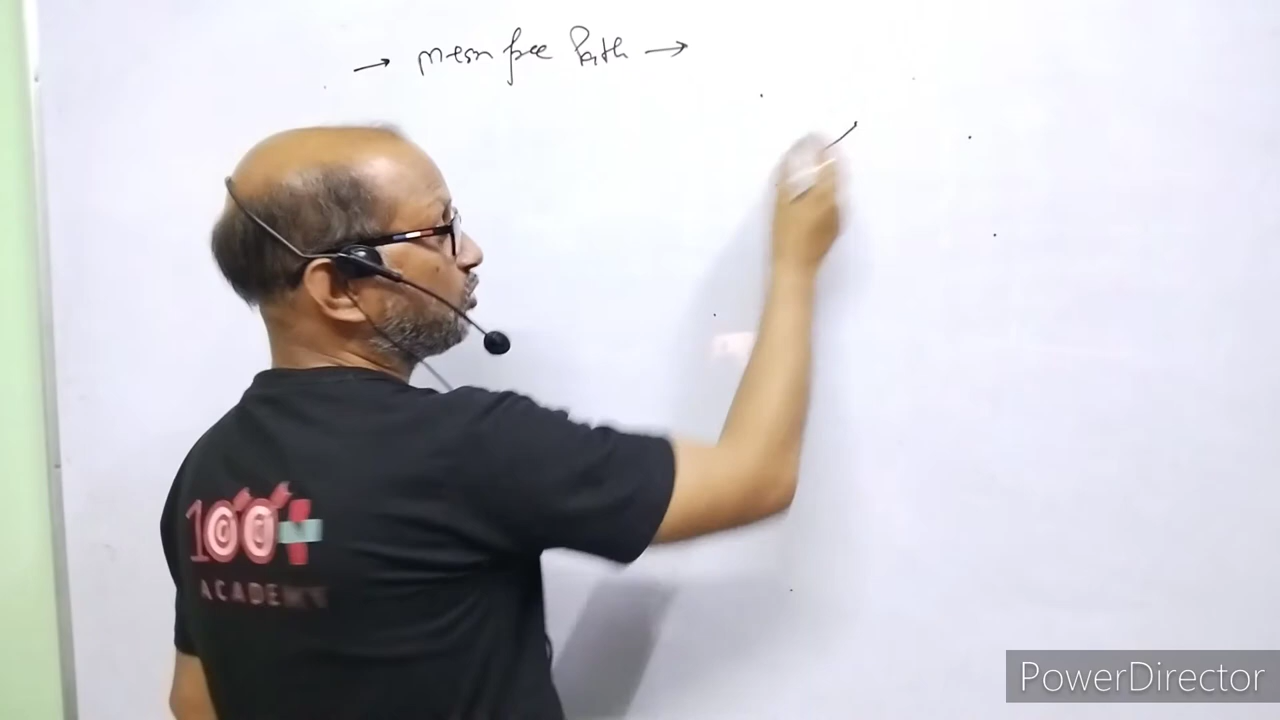 → mean free Path →
100+
ACADEMY
PowerDirector